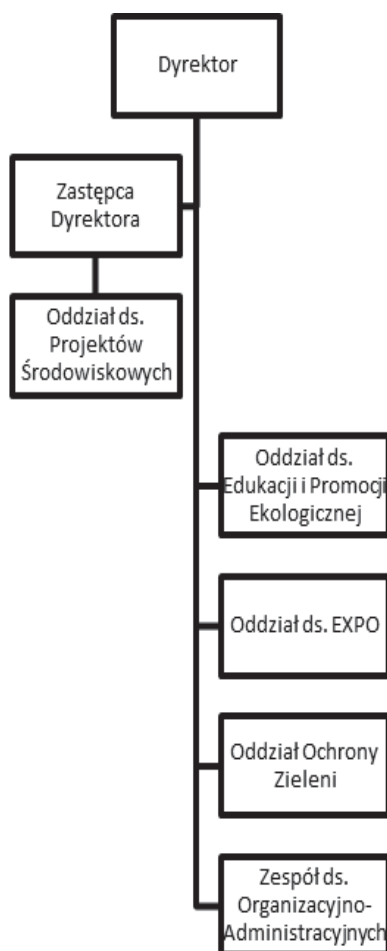 Dyrektor
Zastępca
Dyrektora
Oddział ds.
Projektów
Środowiskowych
Oddział ds.
Edukacji i Promocji
Ekologicznej
Oddział ds. EXPO
Oddział Ochrony
Zieleni
Zespół ds.
Organizacyjno-
Administracyjnych